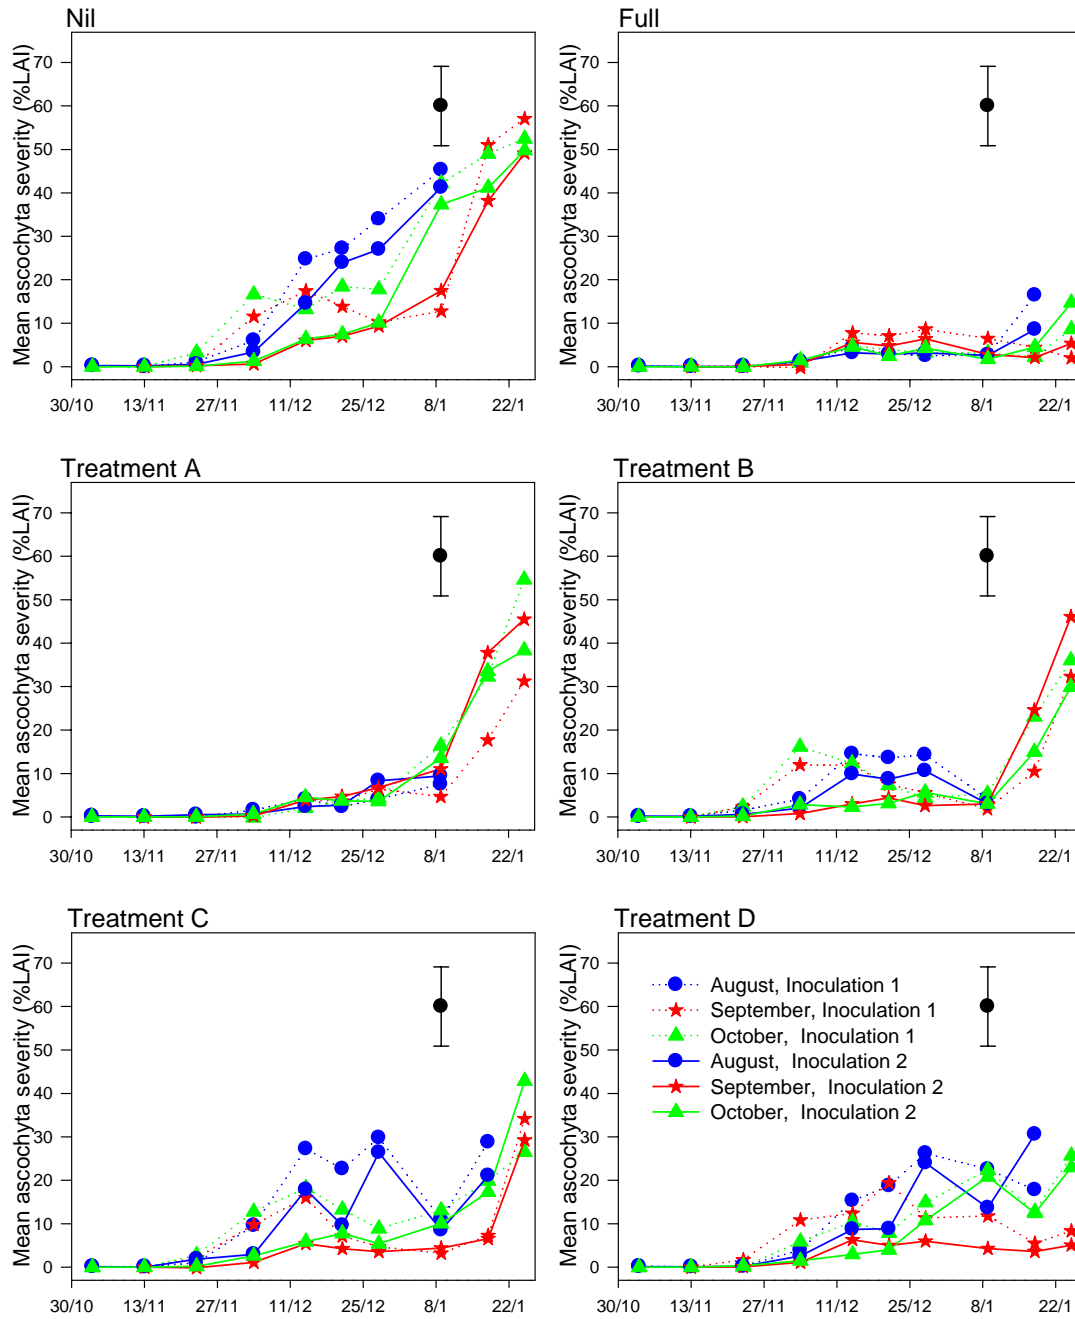 Nil
Mean ascochyta severity (%LAI)
70
60
50
40
30
20
10
0
30/10 13/11 27/11 11/12 25/12 8/1 22/1
Full
Mean ascochyta severity (%LAI)
70
60
50
40
30
20
10
0
30/10 13/11 27/11 11/12 25/12 8/1 22/1
Treatment A
Mean ascochyta severity (%LAI)
70
60
50
40
30
20
10
0
30/10 13/11 27/11 11/12 25/12 8/1 22/1
Treatment B
Mean ascochyta severity (%LAI)
70
60
50
40
30
20
10
0
30/10 13/11 27/11 11/12 25/12 8/1 22/1
Treatment C
Mean ascochyta severity (%LAI)
70
60
50
40
30
20
10
0
30/10 13/11 27/11 11/12 25/12 8/1 22/1
Treatment D
Mean ascochyta severity (%LAI)
70
60
50
40
30
20
10
0
August, Inoculation 1
September, Inoculation 1
October, Inoculation 1
August, Inoculation 2
September, Inoculation 2
October, Inoculation 2
30/10 13/11 27/11 11/12 25/12 8/1 22/1